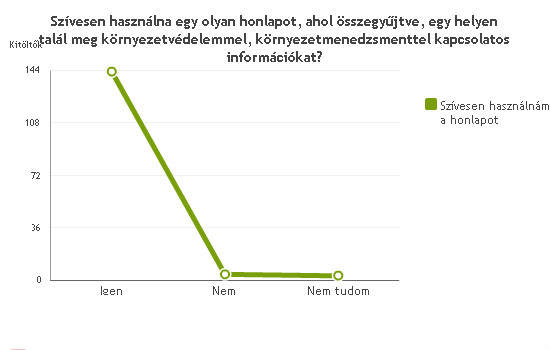 Szívesen használna egy olyan honlapot, ahol összegyűjtve, egy helyen
talál meg környezetvédelemmel, környezetmenedzsmenttel kapcsolatos
információkat?
Kitöltők
144
108
72
36
0
Igen
Nem
Nem tudom
Szívesen használnám
a honlapot